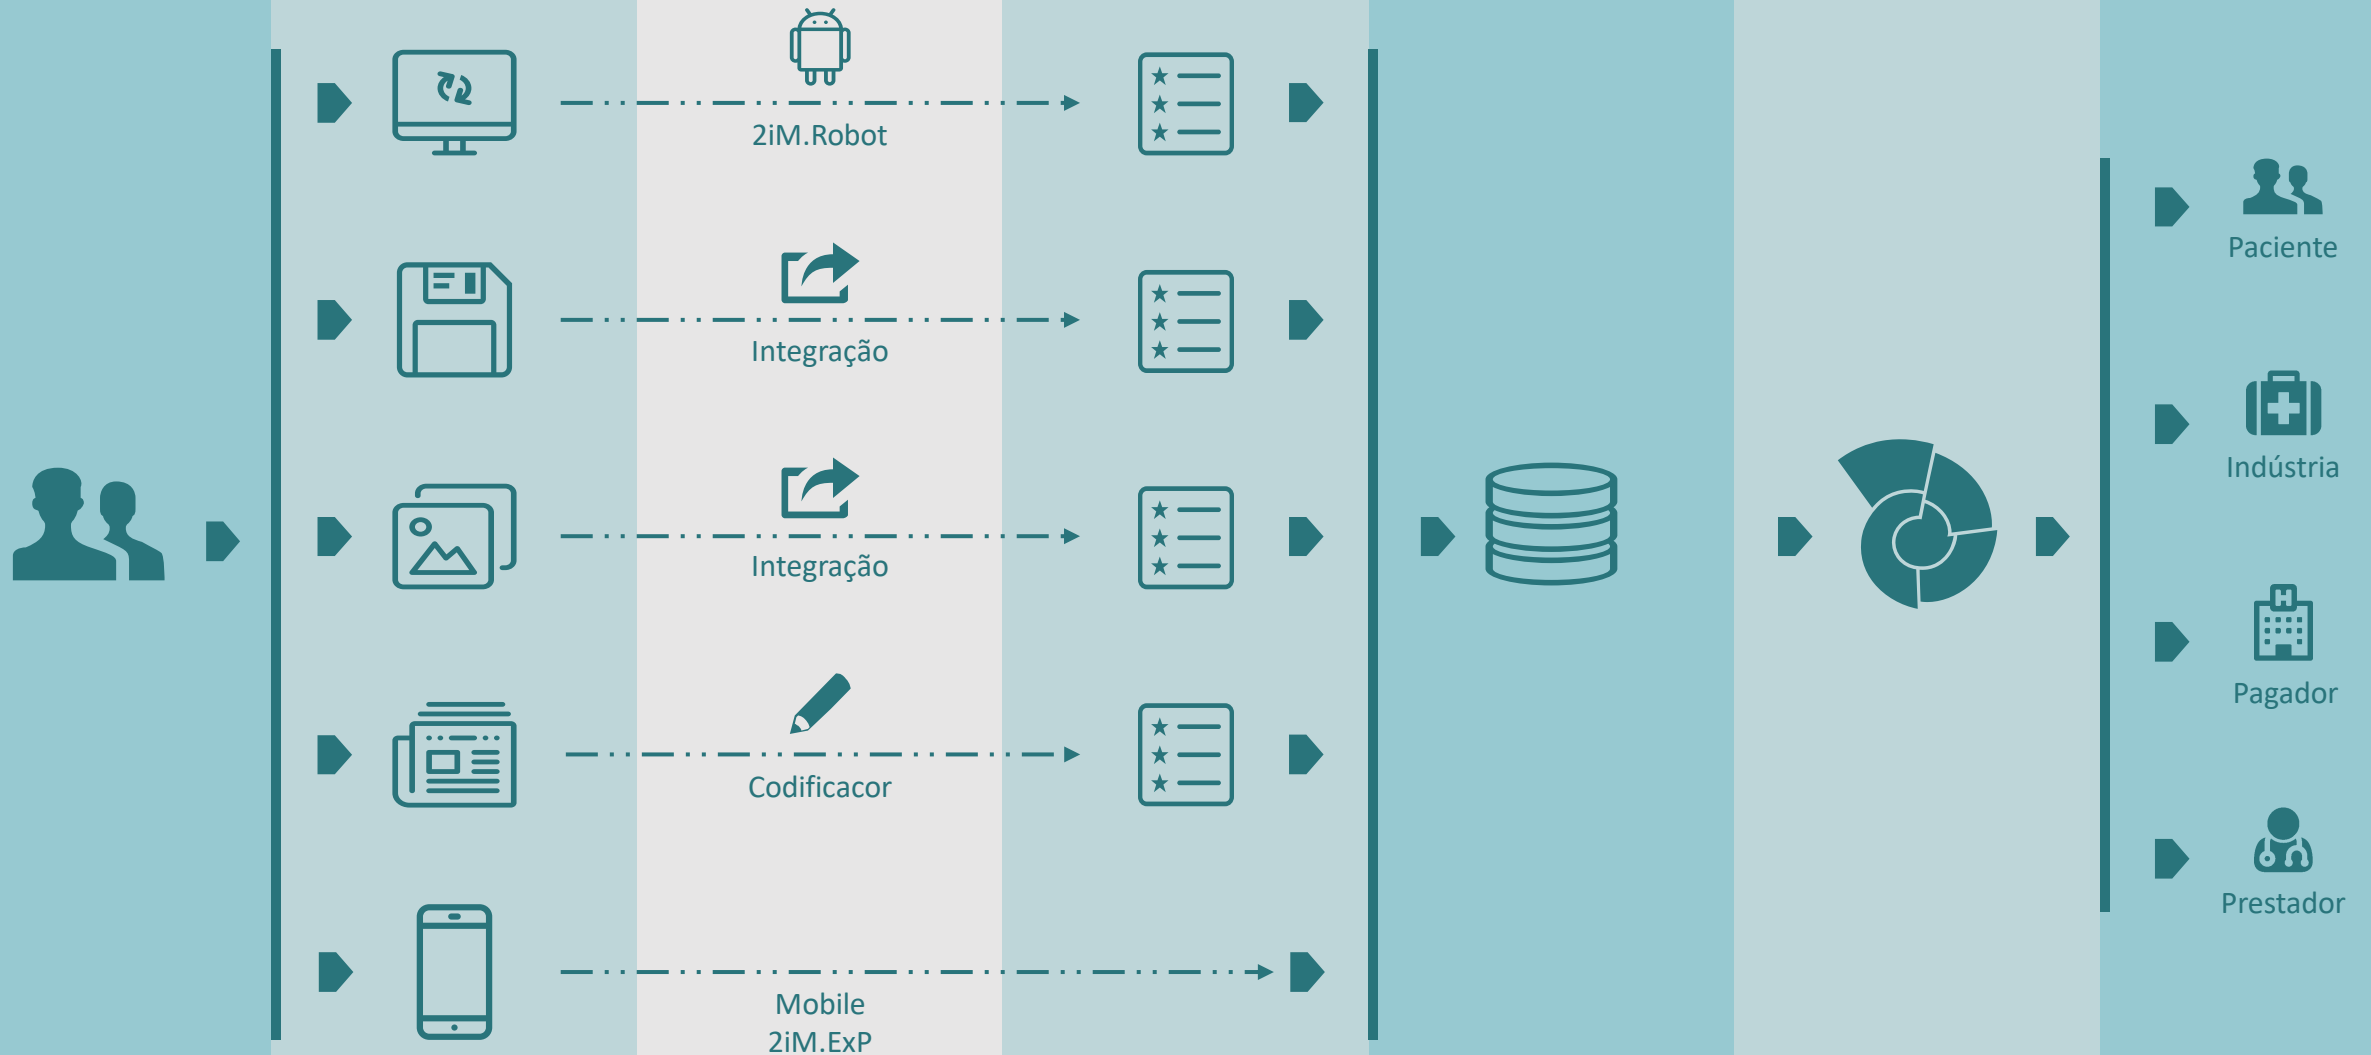 2iM.Robot
Integração
Integração
Codificacor
Mobile
2iM.ExP
Paciente
Indústria
H
Pagador
Prestador